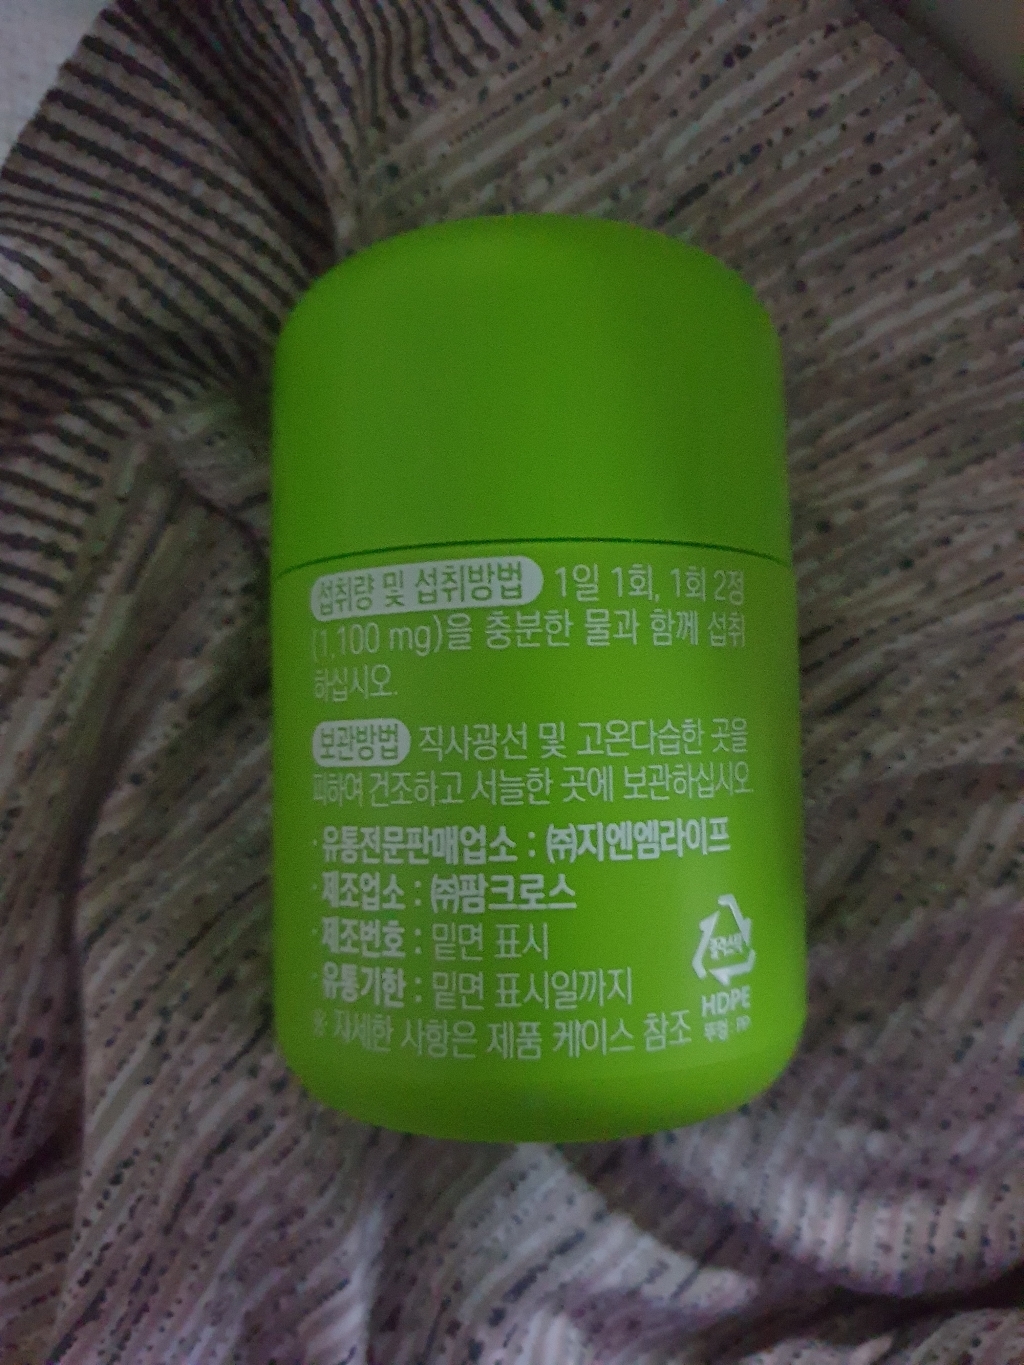 섭취량 및 섭취방법 1일 1회, 1회 2정
(1,100 mg)을 충분한 물과 함께 섭취
하십시오.
보관방법 직사광선 및 고온다습한 곳을
피하여 건조하고 서늘한 곳에 보관하십시오.
·유통전문판매업소 : ㈜지엔엠라이프
·제조업소 : ㈜팜크로스
·제조번호 : 밑면 표시
·유통기한 : 밑면 표시일까지
※ 자세한 사항은 제품 케이스 참조
플라스틱
HDPE
뚜껑 : PP